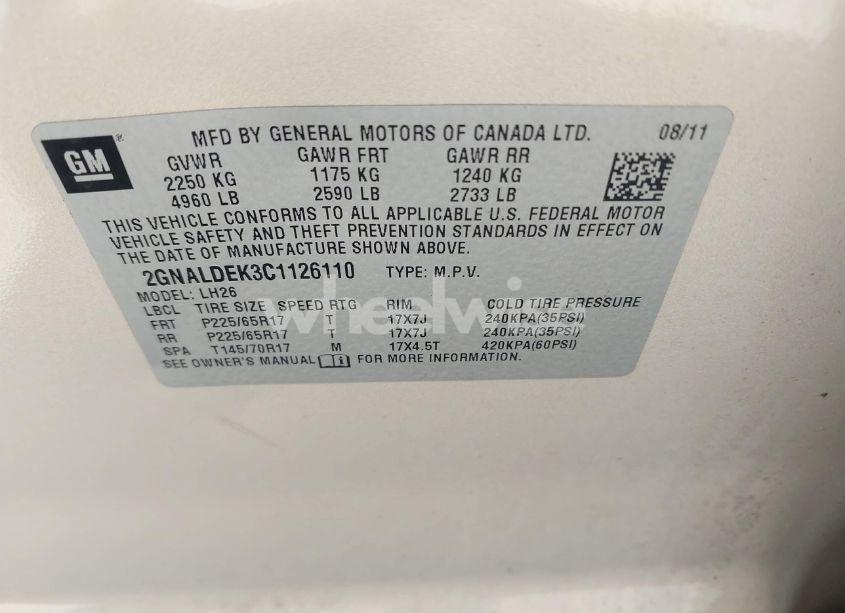 GM
MFD BY GENERAL MOTORS OF CANADA LTD. 08/11
GVWR GAWR FRT GAWR RR
2250 KG 1175 KG 1240 KG
4960 LB 2590 LB 2733 LB
THIS VEHICLE CONFORMS TO ALL APPLICABLE U.S. FEDERAL MOTOR
VEHICLE SAFETY AND THEFT PREVENTION STANDARDS IN EFFECT ON
THE DATE OF MANUFACTURE SHOWN ABOVE.
2GNALDEK3C1126110 TYPE: M.P.V.
MODEL: LH26
LBCL TIRE SIZE SPEED RTG RIM COLD TIRE PRESSURE
FRT P225/65R17 T 17X7J 240KPA(35PSI)
RR P225/65R17 T 17X7J 240KPA(35PSI)
SPA T145/70R17 M 17X4.5T 420KPA(60PSI)
SEE OWNER'S MANUAL FOR MORE INFORMATION.